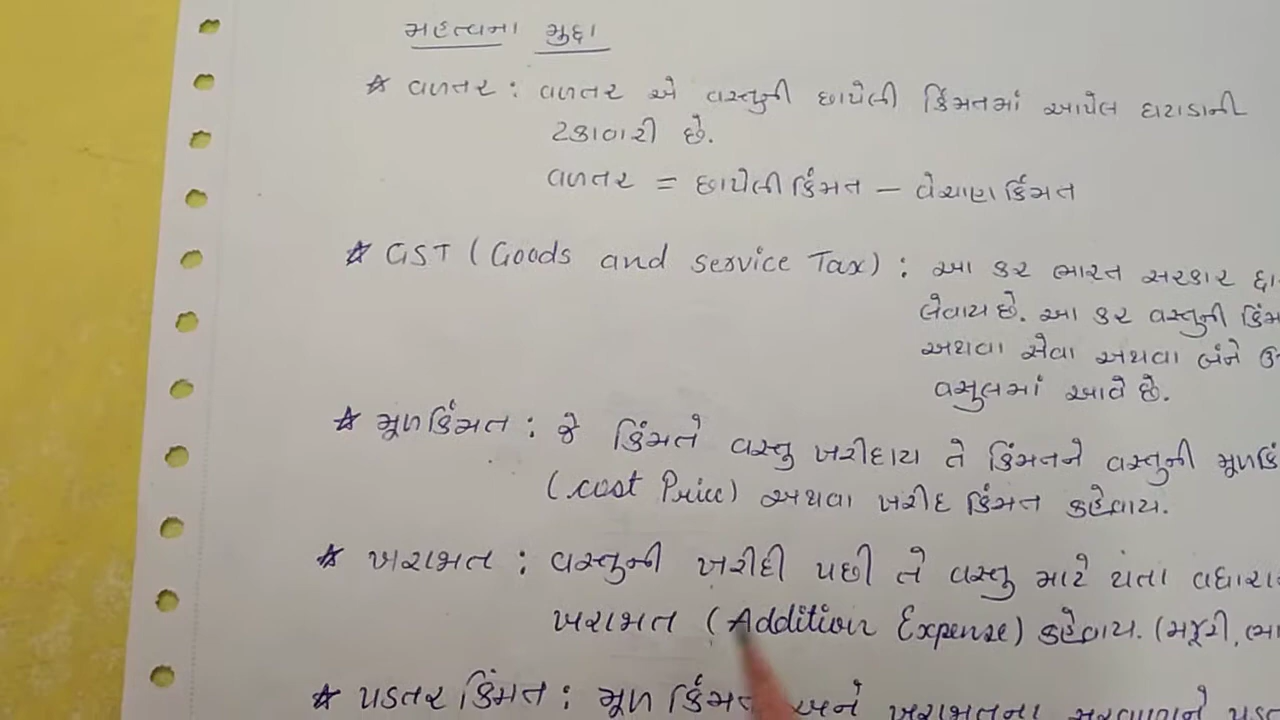 મહત્વના મુદ્દા
☆ વળતર : વળતર એ વસ્તુની છાપેલી કિંમતમાં આપેલ ઘટાડાની
ટકાવારી છે.
વળતર = છાપેલી કિંમત – વેચાણ કિંમત
☆ GST (Goods and service Tax) : આ કર ભારત સરકાર દ્વા
લેવાય છે. આ કર વસ્તુની કિંમ
અથવા સેવા અથવા બંને ઉ
વસુલમાં આવે છે.
☆ મૂળકિંમત : જે કિંમતે વસ્તુ ખરીદાય તે કિંમતને વસ્તુની મૂળકિં
(cost Price) અથવા ખરીદ કિંમત કહેવાય.
☆ ખરાજાત : વસ્તુની ખરીદી પછી તે વસ્તુ માટે થતા વધારા
ખરાજાત (Addition Expense) કહેવાય. (મજૂરી, ભા
☆ પડતર કિંમત : મૂળ કિંમત અને ખરાજાતના સરવાળાને પડત